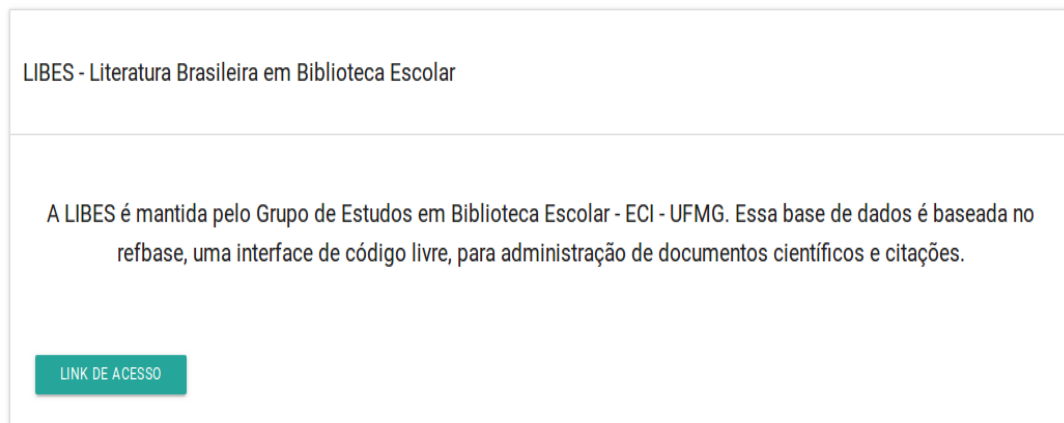 LIBES - Literatura Brasileira em Biblioteca Escolar
A LIBES é mantida pelo Grupo de Estudos em Biblioteca Escolar - ECI - UFMG. Essa base de dados é baseada no
refbase, uma interface de código livre, para administração de documentos científicos e citações.
LINK DE ACESSO